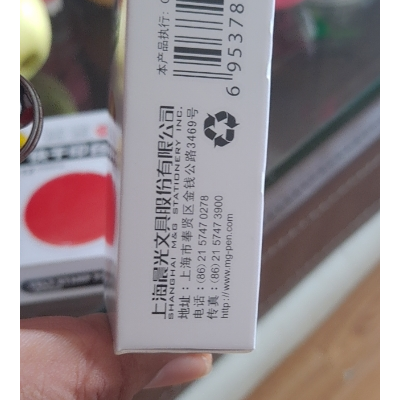 上海晨光文具股份有限公司
SHANGHAI M&G STATIONERY INC.
地址：上海市奉贤区金钱公路3469号
电话：(86) 21 5747 0278
传真：(86) 21 5747 3900
http://www.mg-pen.com
本产品执行：
6 95378